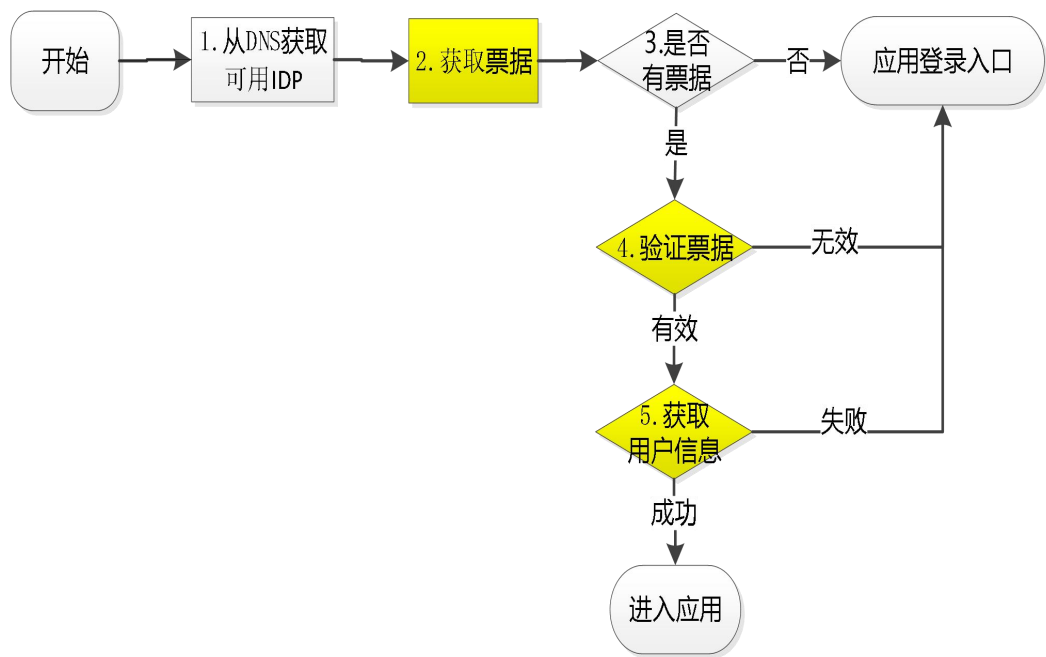 开始
1.从DNS获取
可用IDP
2.获取票据
3.是否
有票据
否
应用登录入口
是
4.验证票据
无效
有效
5.获取
用户信息
失败
成功
进入应用